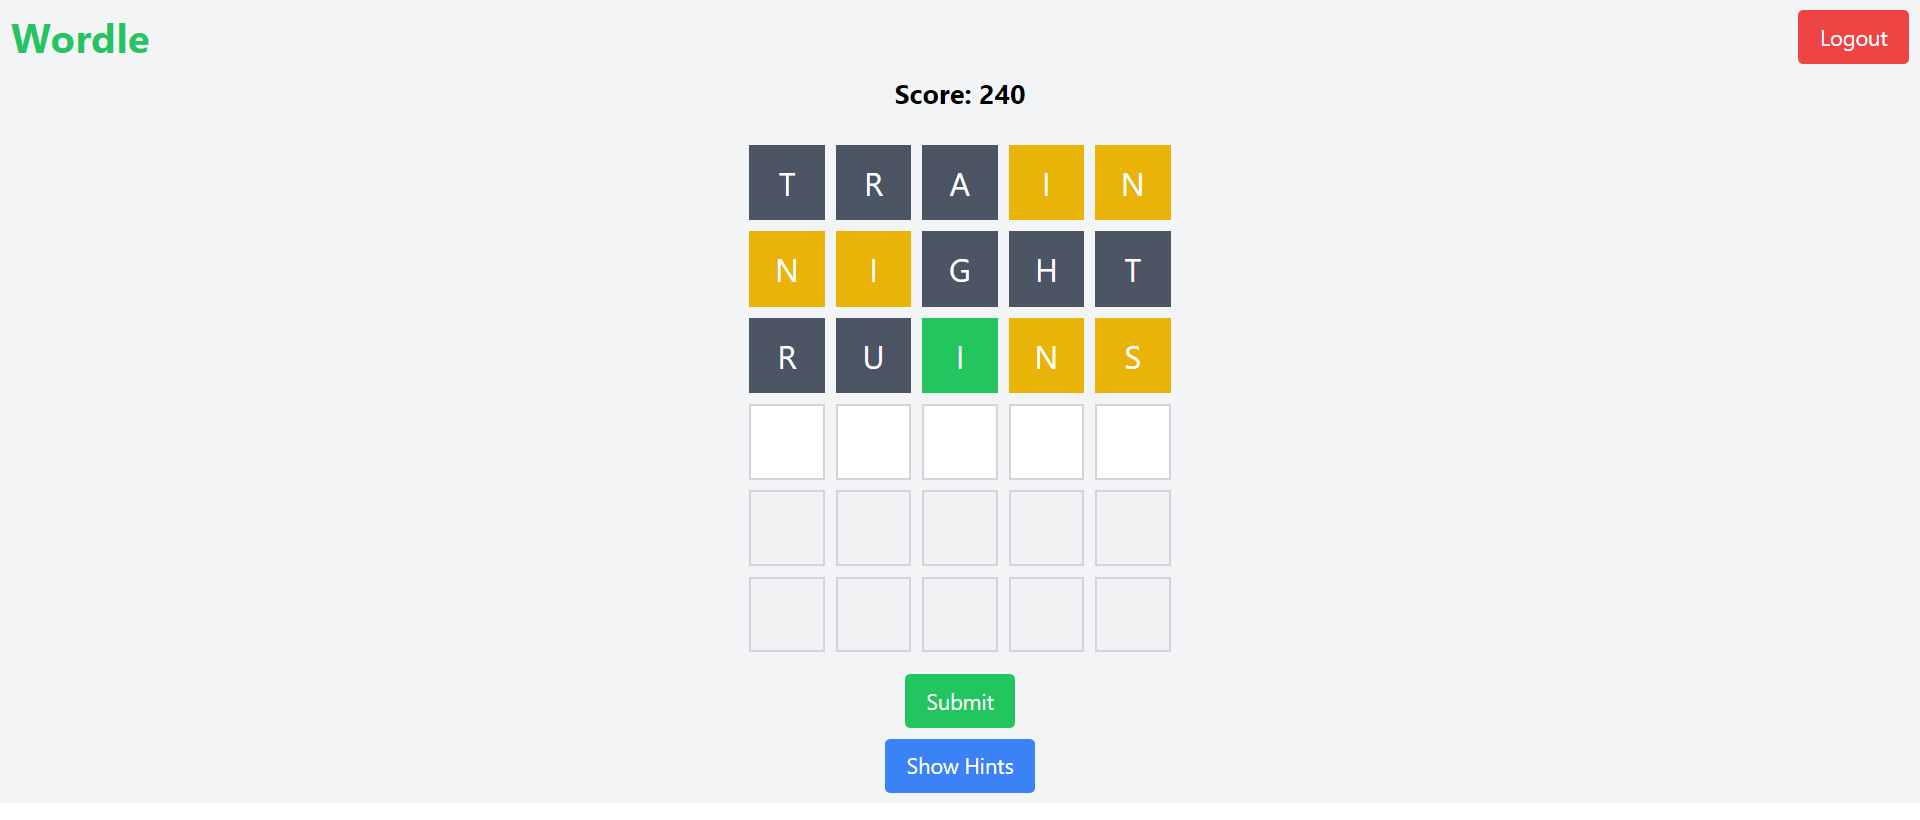 Wordle
Logout
Score: 240
T R A I N
N I G H T
R U I N S
Submit
Show Hints